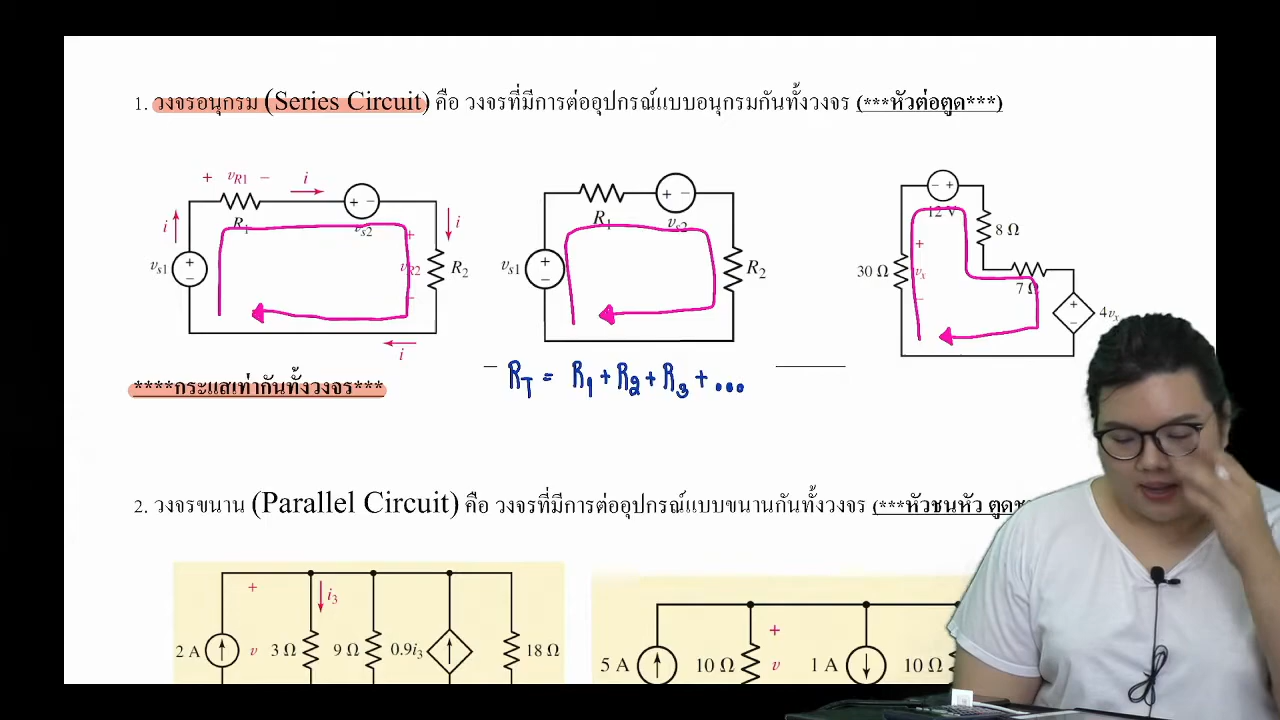 1. วงจรอนุกรม (Series Circuit) คือ วงจรที่มีการต่ออุปกรณ์แบบอนุกรมกันทั้งวงจร (***หัวต่อตูด***)
+ vR1 − i
i R1 + − vs2 i
vs1 + − + vR2 − R2
i
R1 + − vs2
vs1 + − R2
− + 12 V
8 Ω
30 Ω + vx − 7 Ω
+ − 4vx
****กระแสเท่ากันทั้งวงจร***
RT = R1 + R2 + R3 + ...
2. วงจรขนาน (Parallel Circuit) คือ วงจรที่มีการต่ออุปกรณ์แบบขนานกันทั้งวงจร (***หัวชนหัว
+ i3
2 A v 3 Ω 9 Ω 0.9i3 18 Ω
+
5 A 10 Ω v 1 A 10 Ω